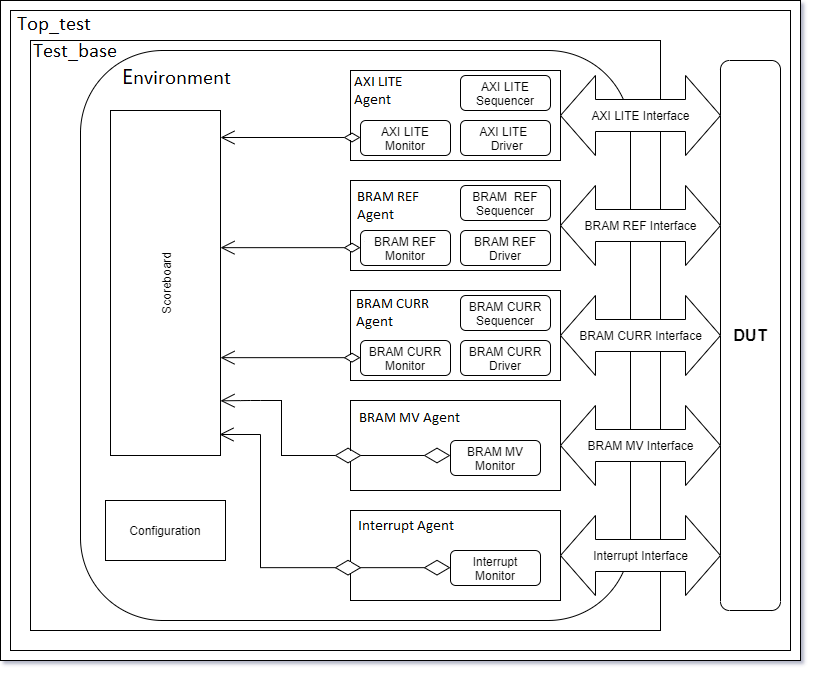 Top_test
Test_base
Environment
AXI LITE
Agent
AXI LITE
Sequencer
AXI LITE
Monitor
AXI LITE
Driver
AXI LITE Interface
BRAM REF
Agent
BRAM  REF
Sequencer
BRAM REF
Monitor
BRAM REF
Driver
BRAM REF Interface
Scoreboard
BRAM CURR
Agent
BRAM CURR
Sequencer
BRAM CURR
Monitor
BRAM CURR
Driver
BRAM CURR Interface
DUT
BRAM MV Agent
BRAM MV
Monitor
BRAM MV Interface
Configuration
Interrupt Agent
Interrupt
Monitor
Interrupt Interface